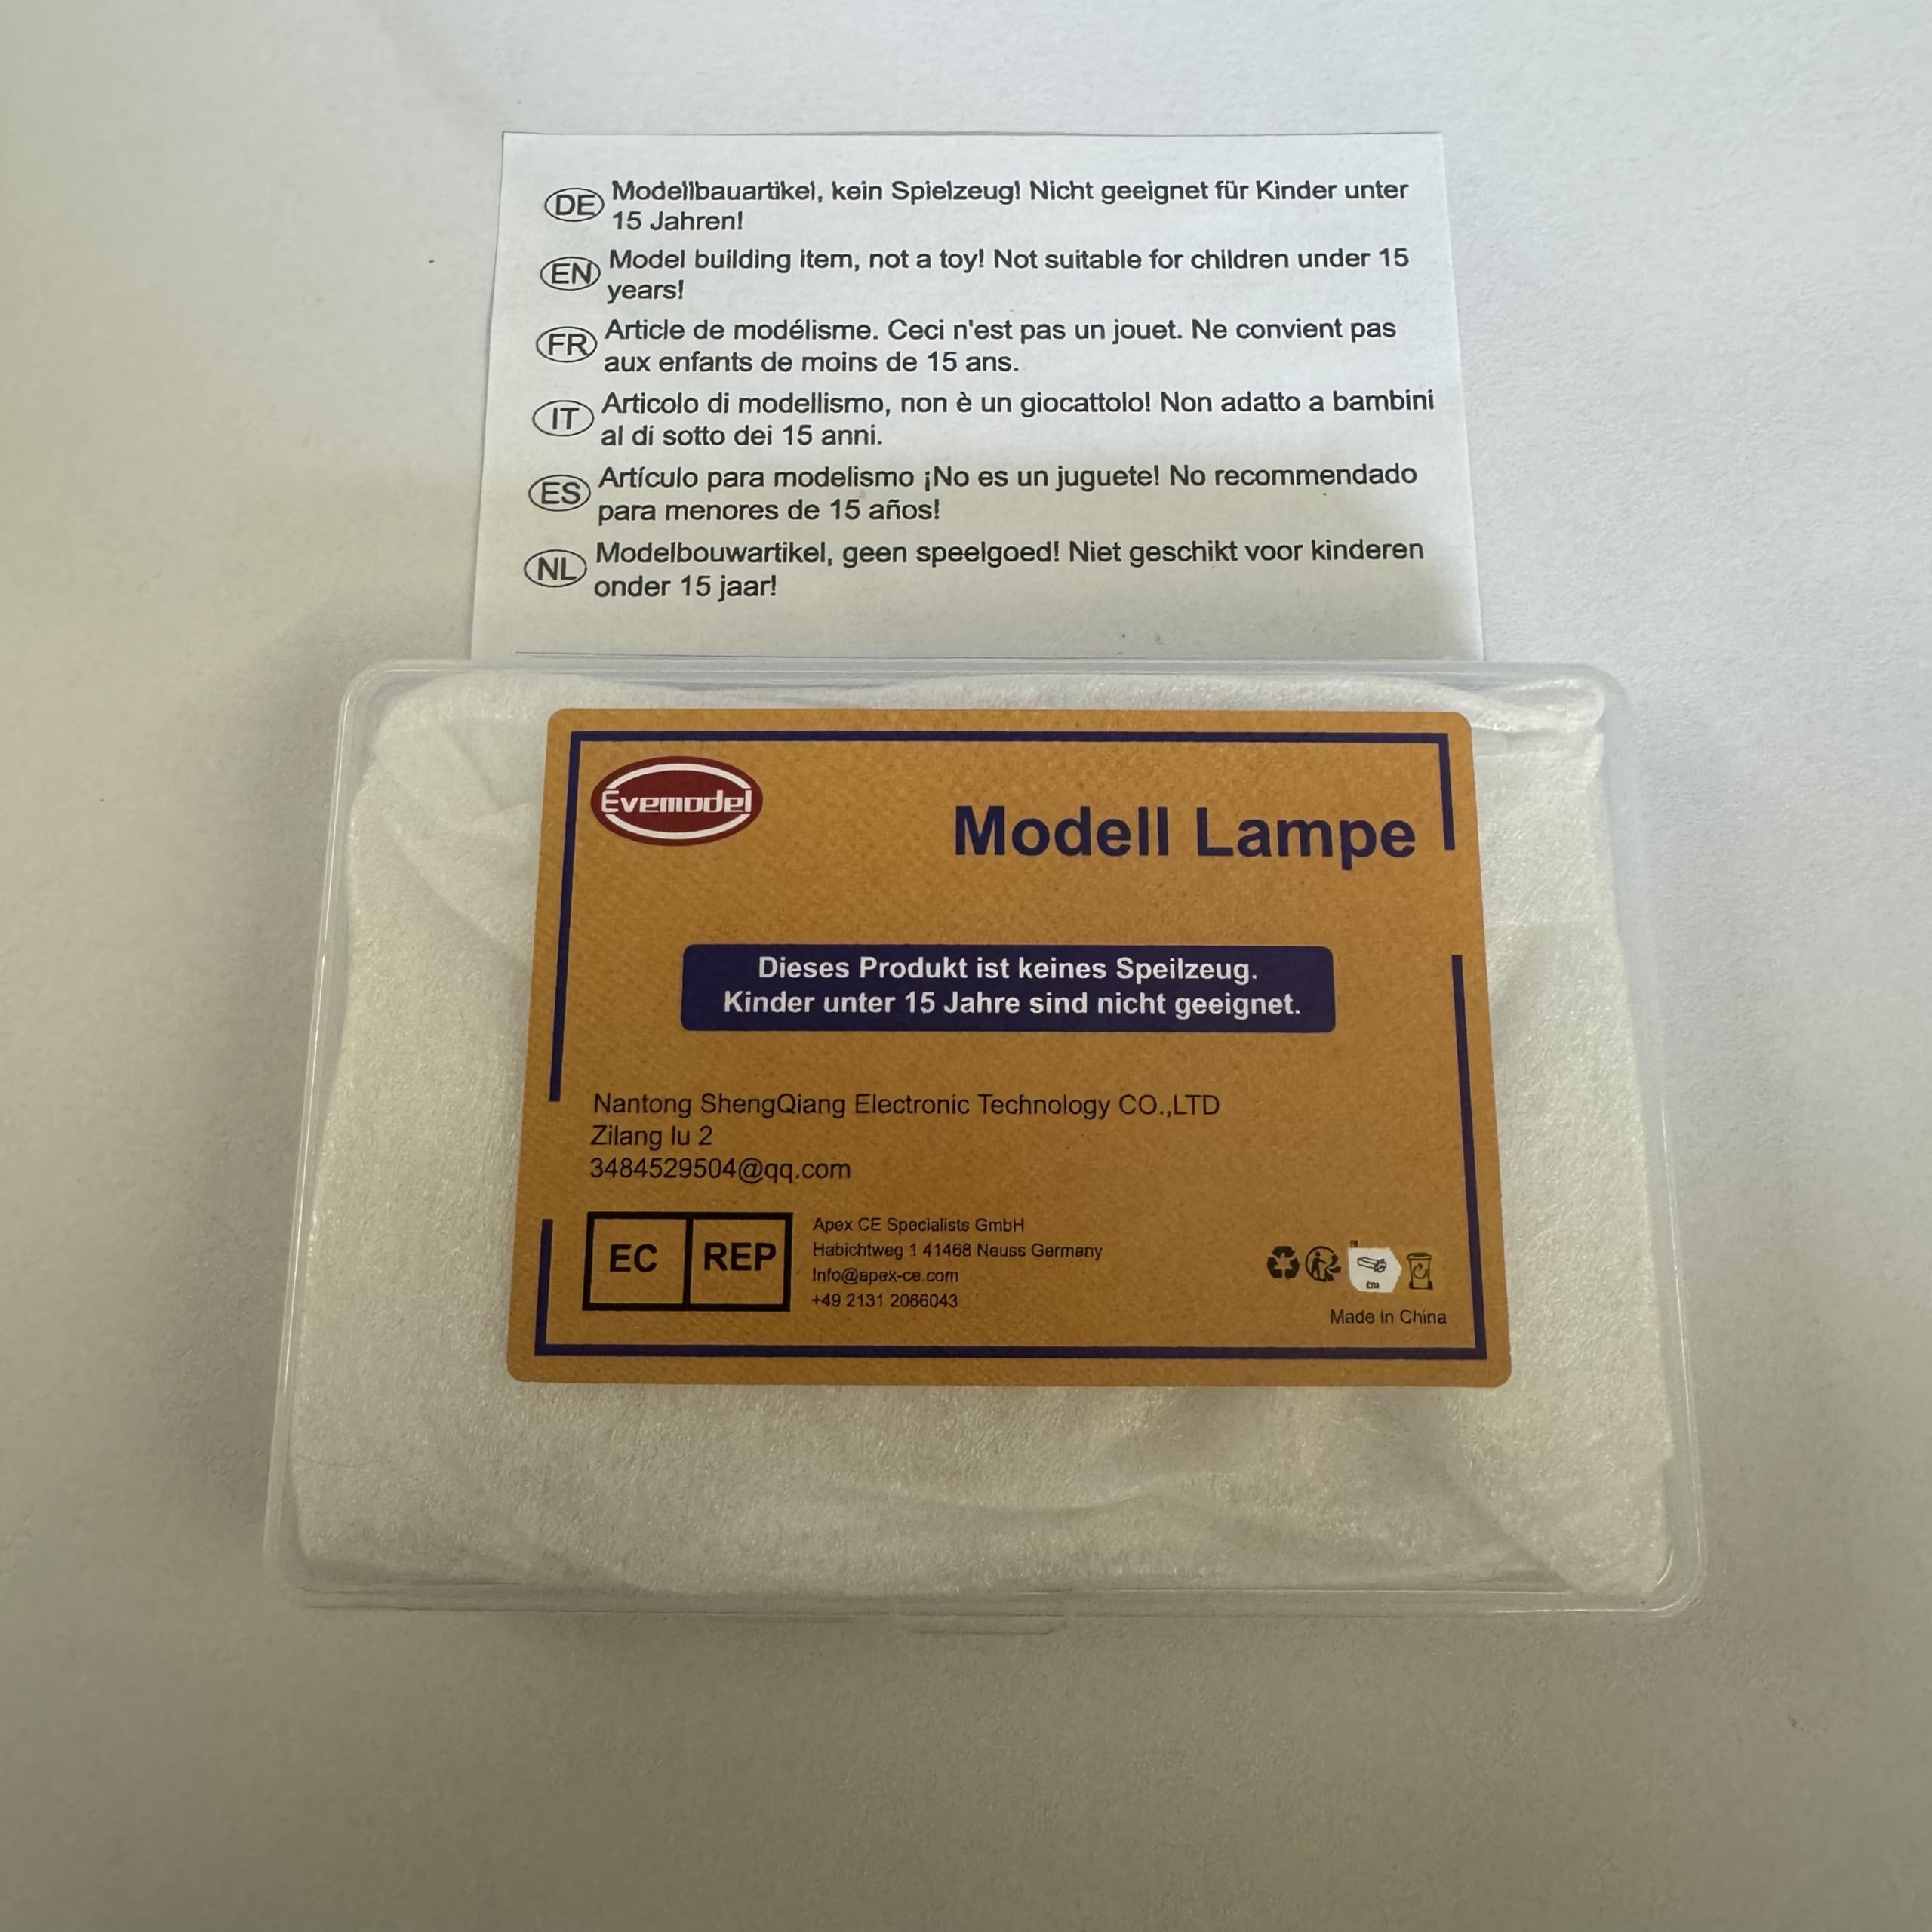 DE Modellbauartikel, kein Spielzeug! Nicht geeignet für Kinder unter
15 Jahren!
EN Model building item, not a toy! Not suitable for children under 15
years!
FR Article de modélisme. Ceci n'est pas un jouet. Ne convient pas
aux enfants de moins de 15 ans.
IT Articolo di modellismo, non è un giocattolo! Non adatto a bambini
al di sotto dei 15 anni.
ES Artículo para modelismo ¡No es un juguete! No recommendado
para menores de 15 años!
NL Modelbouwartikel, geen speelgoed! Niet geschikt voor kinderen
onder 15 jaar!
Evemodel
Modell Lampe
Dieses Produkt ist keines Speilzeug.
Kinder unter 15 Jahre sind nicht geeignet.
Nantong ShengQiang Electronic Technology CO.,LTD
Zilang lu 2
3484529504@qq.com
EC REP
Apex CE Specialists GmbH
Habichtweg 1 41468 Neuss Germany
Info@apex-ce.com
+49 2131 2066043
FR
Made in China